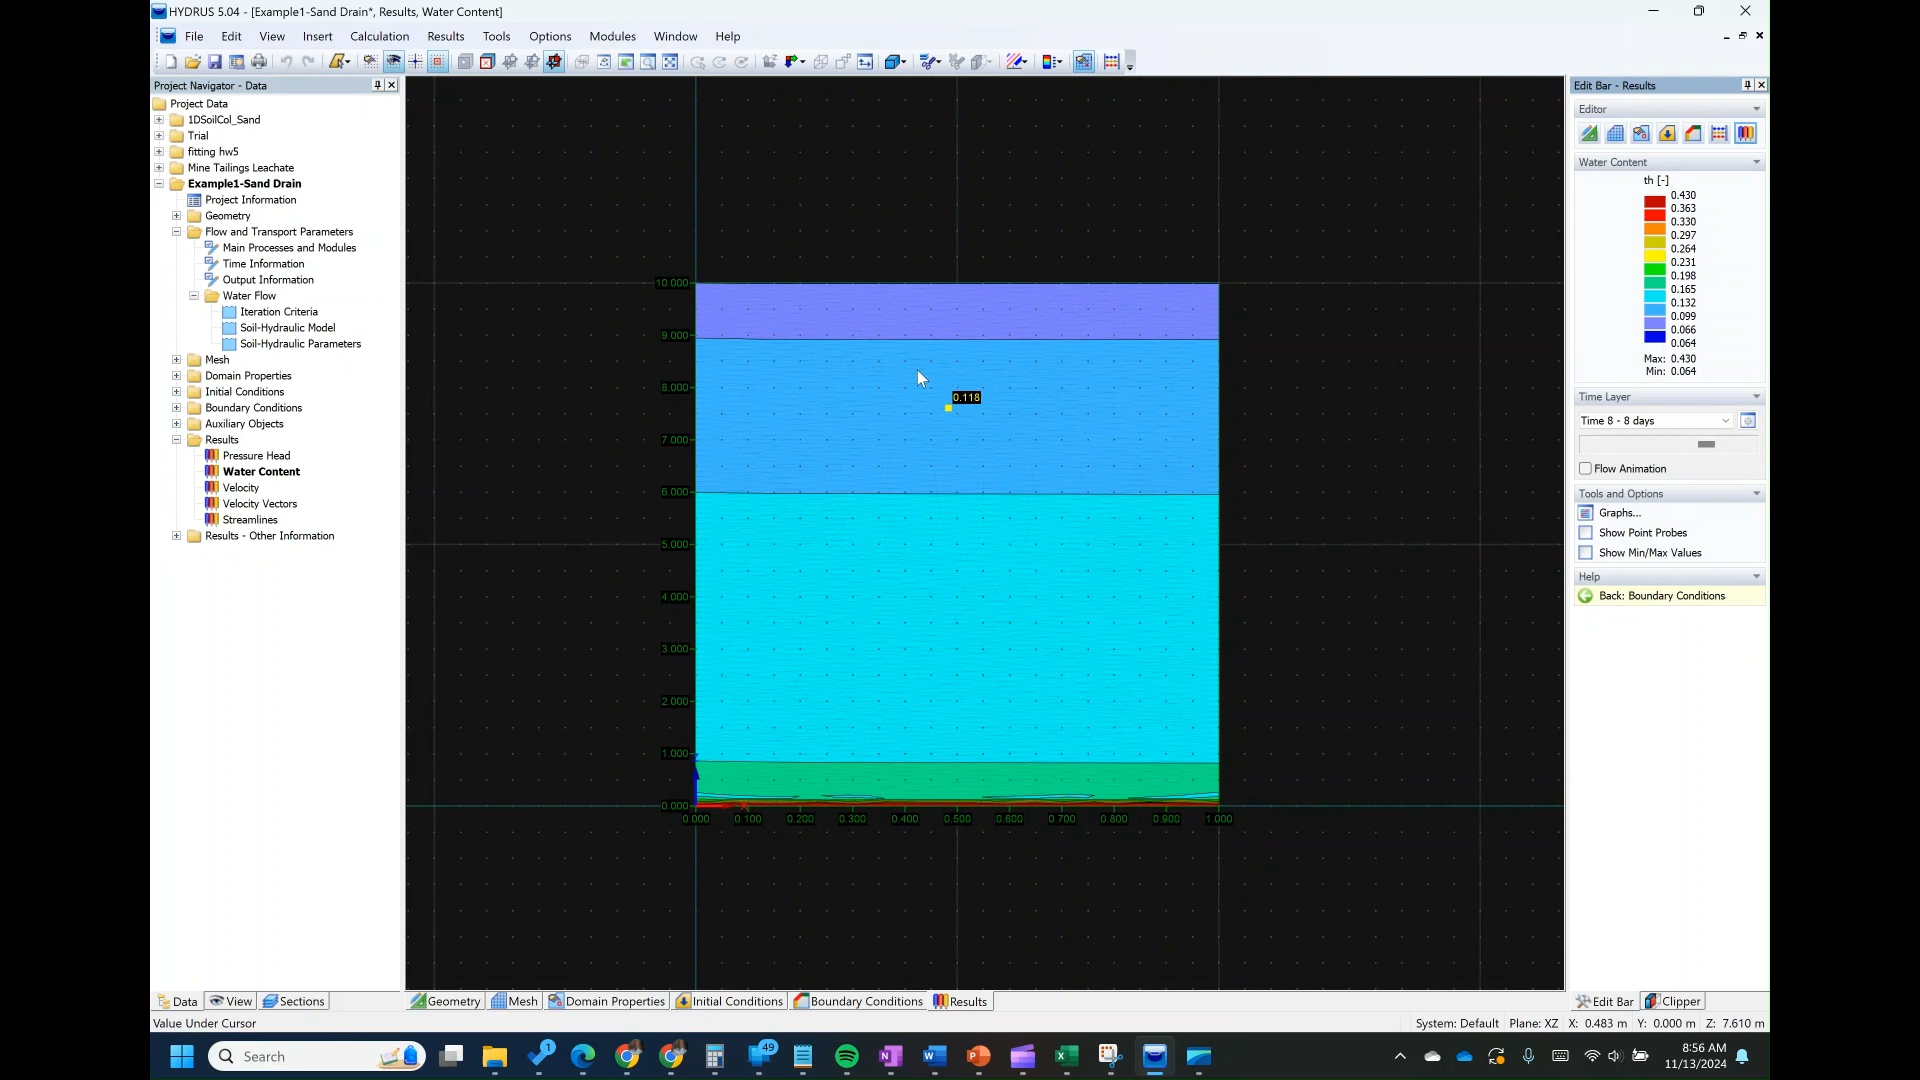 HYDRUS 5.04 - [Example1-Sand Drain*, Results, Water Content]
File Edit View Insert Calculation Results Tools Options Modules Window Help
Project Navigator - Data
Project Data
1DSoilCol_Sand
Trial
fitting hw5
Mine Tailings Leachate
Example1-Sand Drain
Project Information
Geometry
Flow and Transport Parameters
Main Processes and Modules
Time Information
Output Information
Water Flow
Iteration Criteria
Soil-Hydraulic Model
Soil-Hydraulic Parameters
Mesh
Domain Properties
Initial Conditions
Boundary Conditions
Auxiliary Objects
Results
Pressure Head
Water Content
Velocity
Velocity Vectors
Streamlines
Results - Other Information
10.000
9.000
8.000
7.000
6.000
5.000
4.000
3.000
2.000
1.000
0.000
0.118
X
0.000 0.100 0.200 0.300 0.400 0.500 0.600 0.700 0.800 0.900 1.000
Edit Bar - Results
Editor
Water Content
th [-]
0.430
0.363
0.330
0.297
0.264
0.231
0.198
0.165
0.132
0.099
0.066
0.064
Max: 0.430
Min: 0.064
Time Layer
Time 8 - 8 days
Flow Animation
Tools and Options
Graphs...
Show Point Probes
Show Min/Max Values
Help
Back: Boundary Conditions
Data View Sections
Geometry Mesh Domain Properties Initial Conditions Boundary Conditions Results
Edit Bar Clipper
Value Under Cursor
System: Default Plane: XZ X: 0.483 m Y: 0.000 m Z: 7.610 m
Search
1
49
8:56 AM
11/13/2024